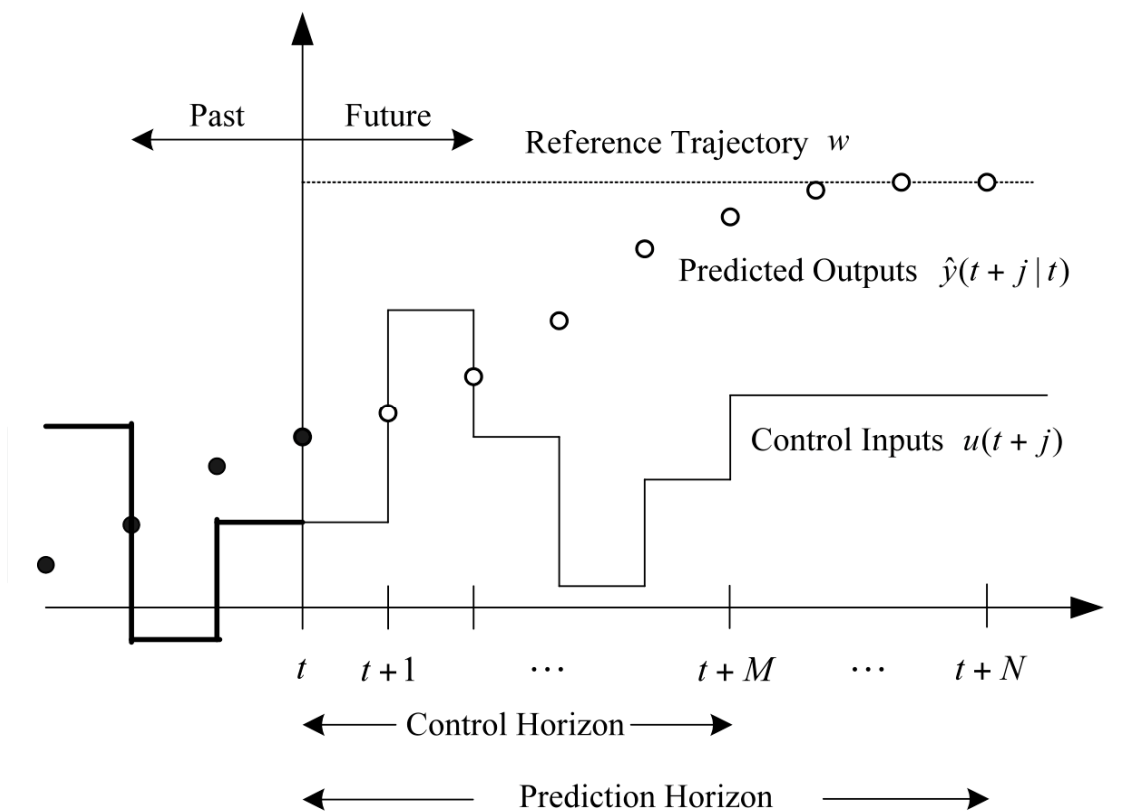 Past
Future
Reference Trajectory w
Predicted Outputs ŷ(t + j | t)
Control Inputs u(t + j)
t
t + 1
···
t + M
···
t + N
Control Horizon
Prediction Horizon